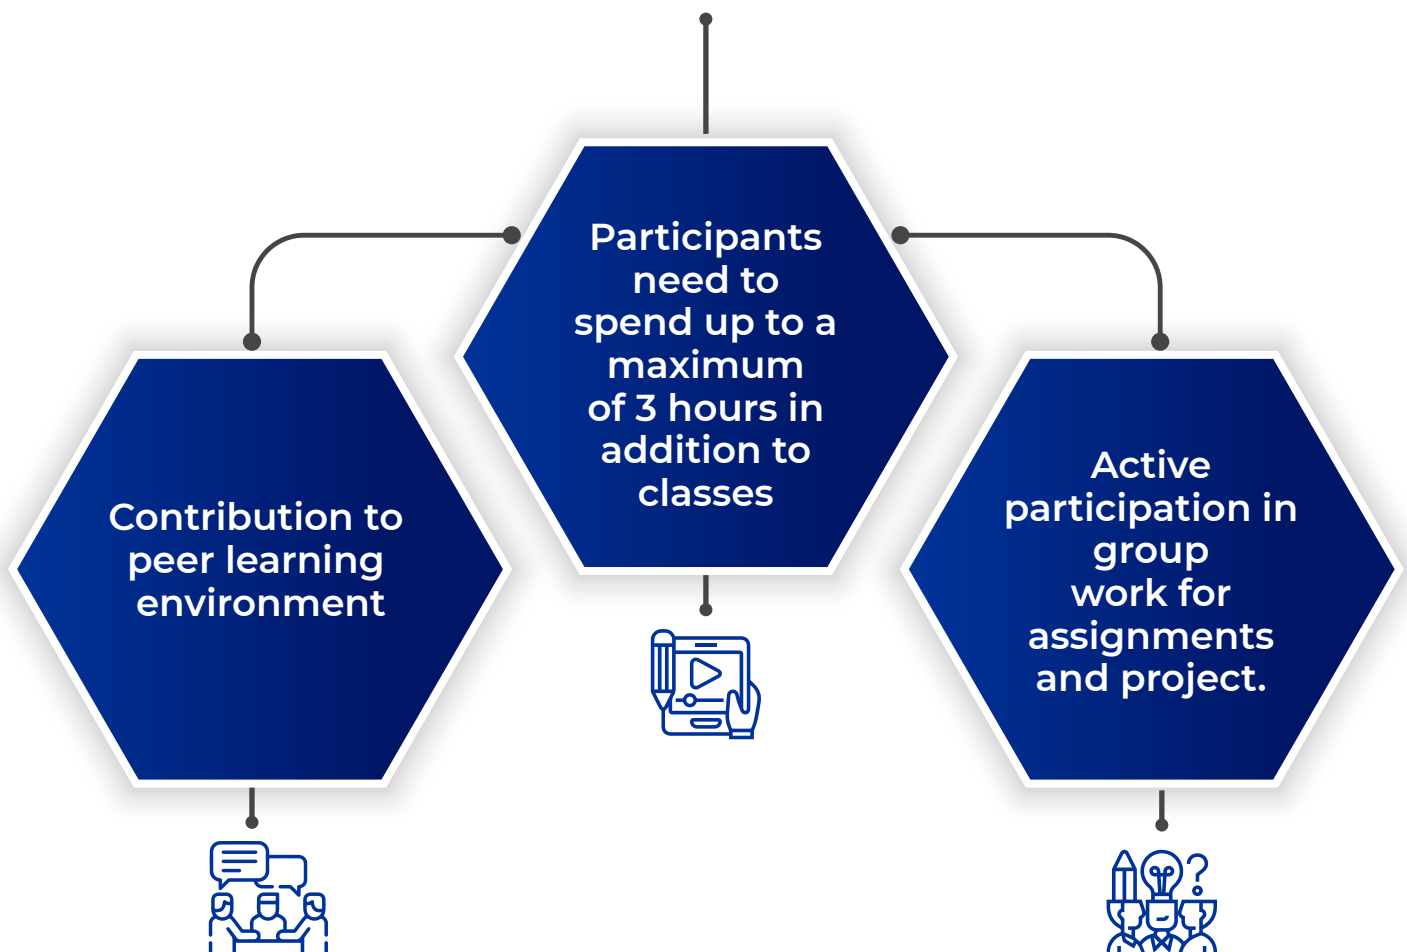 Participants
need to
spend up to a
maximum
of 3 hours in
addition to
classes
Contribution to
peer learning
environment
Active
participation in
group
work for
assignments
and project.